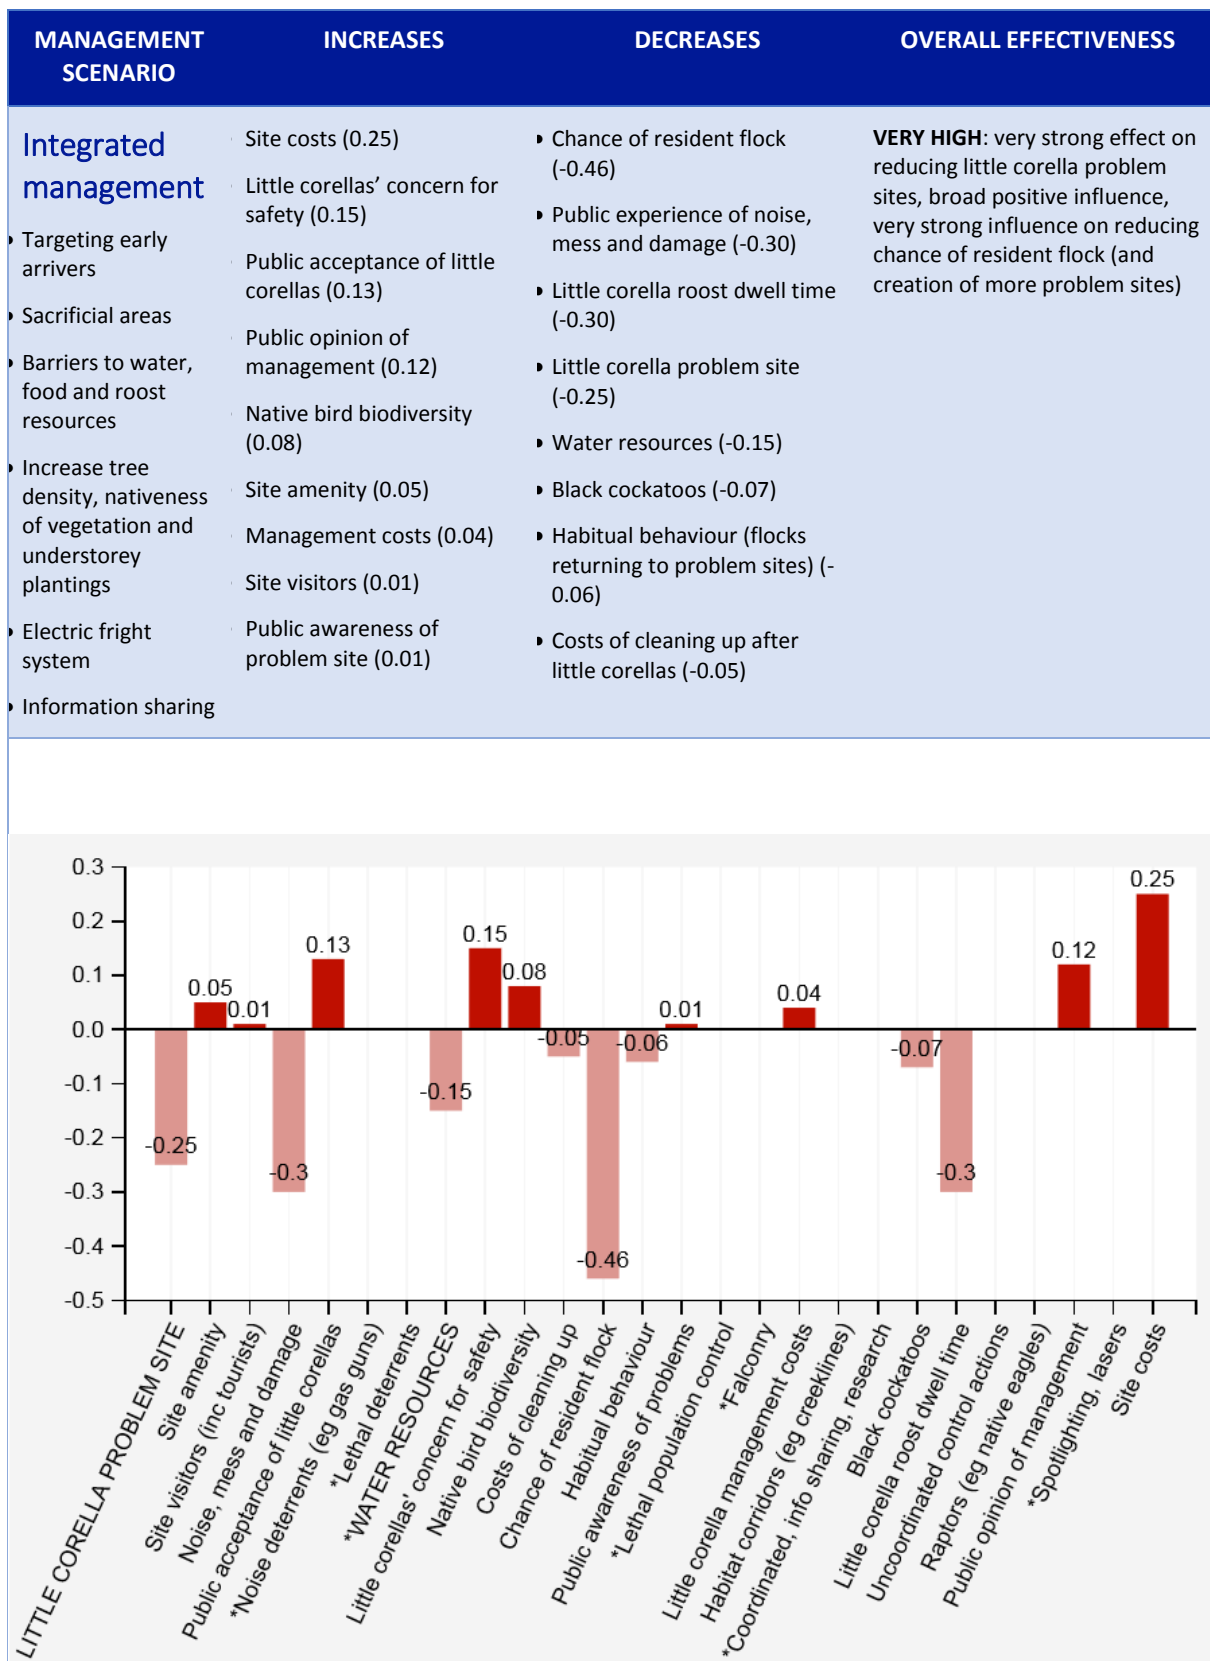 MANAGEMENT
SCENARIO
INCREASES
DECREASES
OVERALL EFFECTIVENESS
Integrated
management
• Targeting early
arrivers
• Sacrificial areas
• Barriers to water,
food and roost
resources
• Increase tree
density, nativeness
of vegetation and
understorey
plantings
• Electric fright
system
• Information sharing
Site costs (0.25)
Little corellas’ concern for
safety (0.15)
Public acceptance of little
corellas (0.13)
Public opinion of
management (0.12)
Native bird biodiversity
(0.08)
Site amenity (0.05)
Management costs (0.04)
Site visitors (0.01)
Public awareness of
problem site (0.01)
• Chance of resident flock
(-0.46)
• Public experience of noise,
mess and damage (-0.30)
• Little corella roost dwell time
(-0.30)
• Little corella problem site
(-0.25)
• Water resources (-0.15)
• Black cockatoos (-0.07)
• Habitual behaviour (flocks
returning to problem sites) (-
0.06)
• Costs of cleaning up after
little corellas (-0.05)
VERY HIGH: very strong effect on
reducing little corella problem
sites, broad positive influence,
very strong influence on reducing
chance of resident flock (and
creation of more problem sites)
0.3
0.2
0.1
0.0
-0.1
-0.2
-0.3
-0.4
-0.5
-0.25
0.05
0.01
-0.3
0.13
-0.15
0.15
0.08
-0.05
-0.46
-0.06
0.01
0.04
-0.07
-0.3
0.12
0.25
LITTLE CORELLA PROBLEM SITE
Site amenity
Site visitors (inc tourists)
Noise, mess and damage
Public acceptance of little corellas
*Noise deterrents (eg gas guns)
*Lethal deterrents
*WATER RESOURCES
Little corellas' concern for safety
Native bird biodiversity
Costs of cleaning up
Chance of resident flock
Habitual behaviour
Public awareness of problems
*Lethal population control
*Falconry
Little corella management costs
Habitat corridors (eg creeklines)
*Coordinated, info sharing, research
Black cockatoos
Little corella roost dwell time
Uncoordinated control actions
Raptors (eg native eagles)
Public opinion of management
*Spotlighting, lasers
Site costs